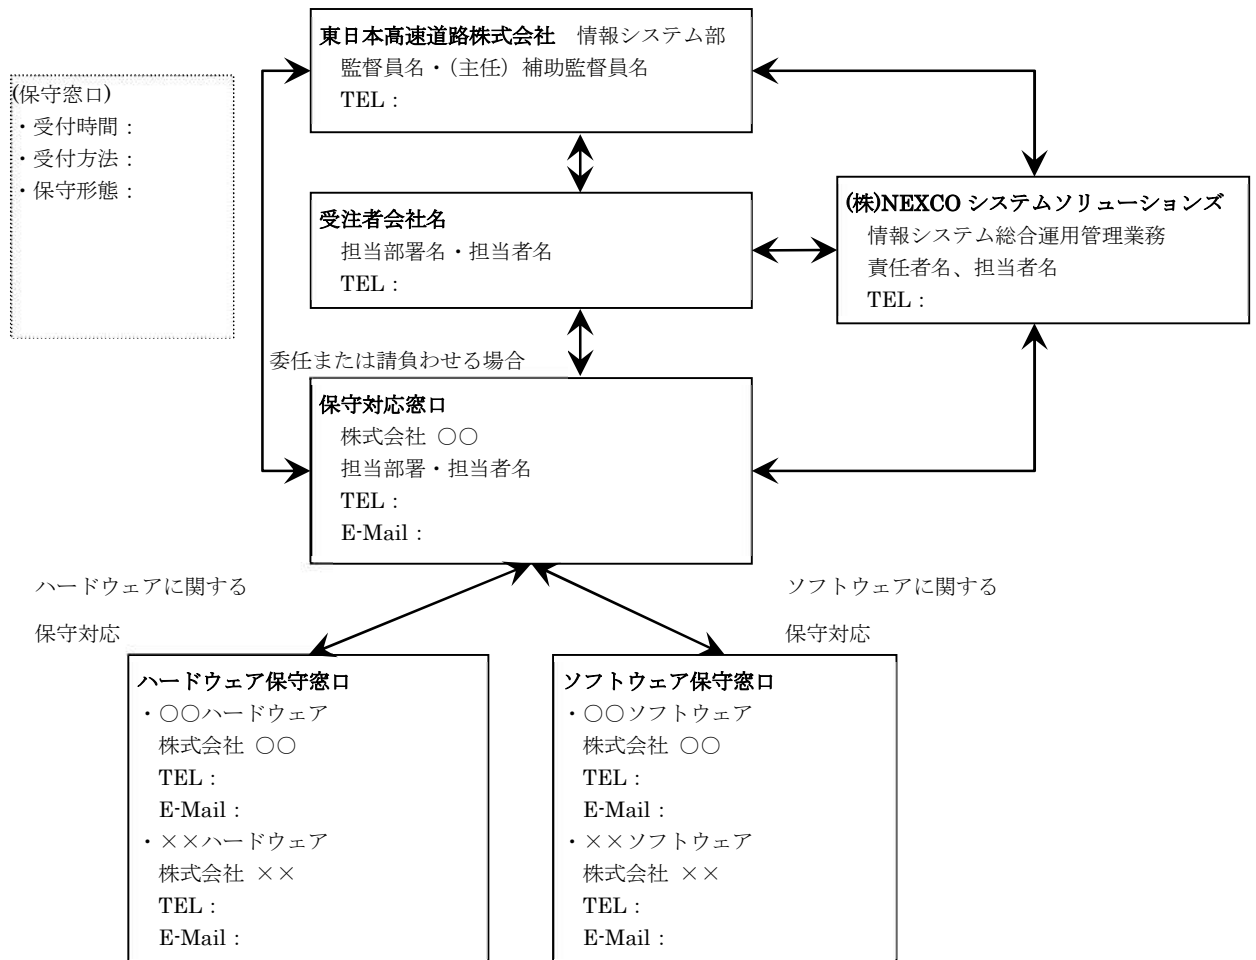 東日本高速道路株式会社　情報システム部
監督員名・（主任）補助監督員名
TEL：
(保守窓口)
・受付時間：
・受付方法：
・保守形態：
受注者会社名
担当部署名・担当者名
TEL：
(株)NEXCO システムソリューションズ
情報システム総合運用管理業務
責任者名、担当者名
TEL：
委任または請負わせる場合
保守対応窓口
株式会社 ○○
担当部署・担当者名
TEL：
E-Mail：
ハードウェアに関する
保守対応
ソフトウェアに関する
保守対応
ハードウェア保守窓口
・○○ハードウェア
株式会社 ○○
TEL：
E-Mail：
・××ハードウェア
株式会社 ××
TEL：
E-Mail：
ソフトウェア保守窓口
・○○ソフトウェア
株式会社 ○○
TEL：
E-Mail：
・××ソフトウェア
株式会社 ××
TEL：
E-Mail：